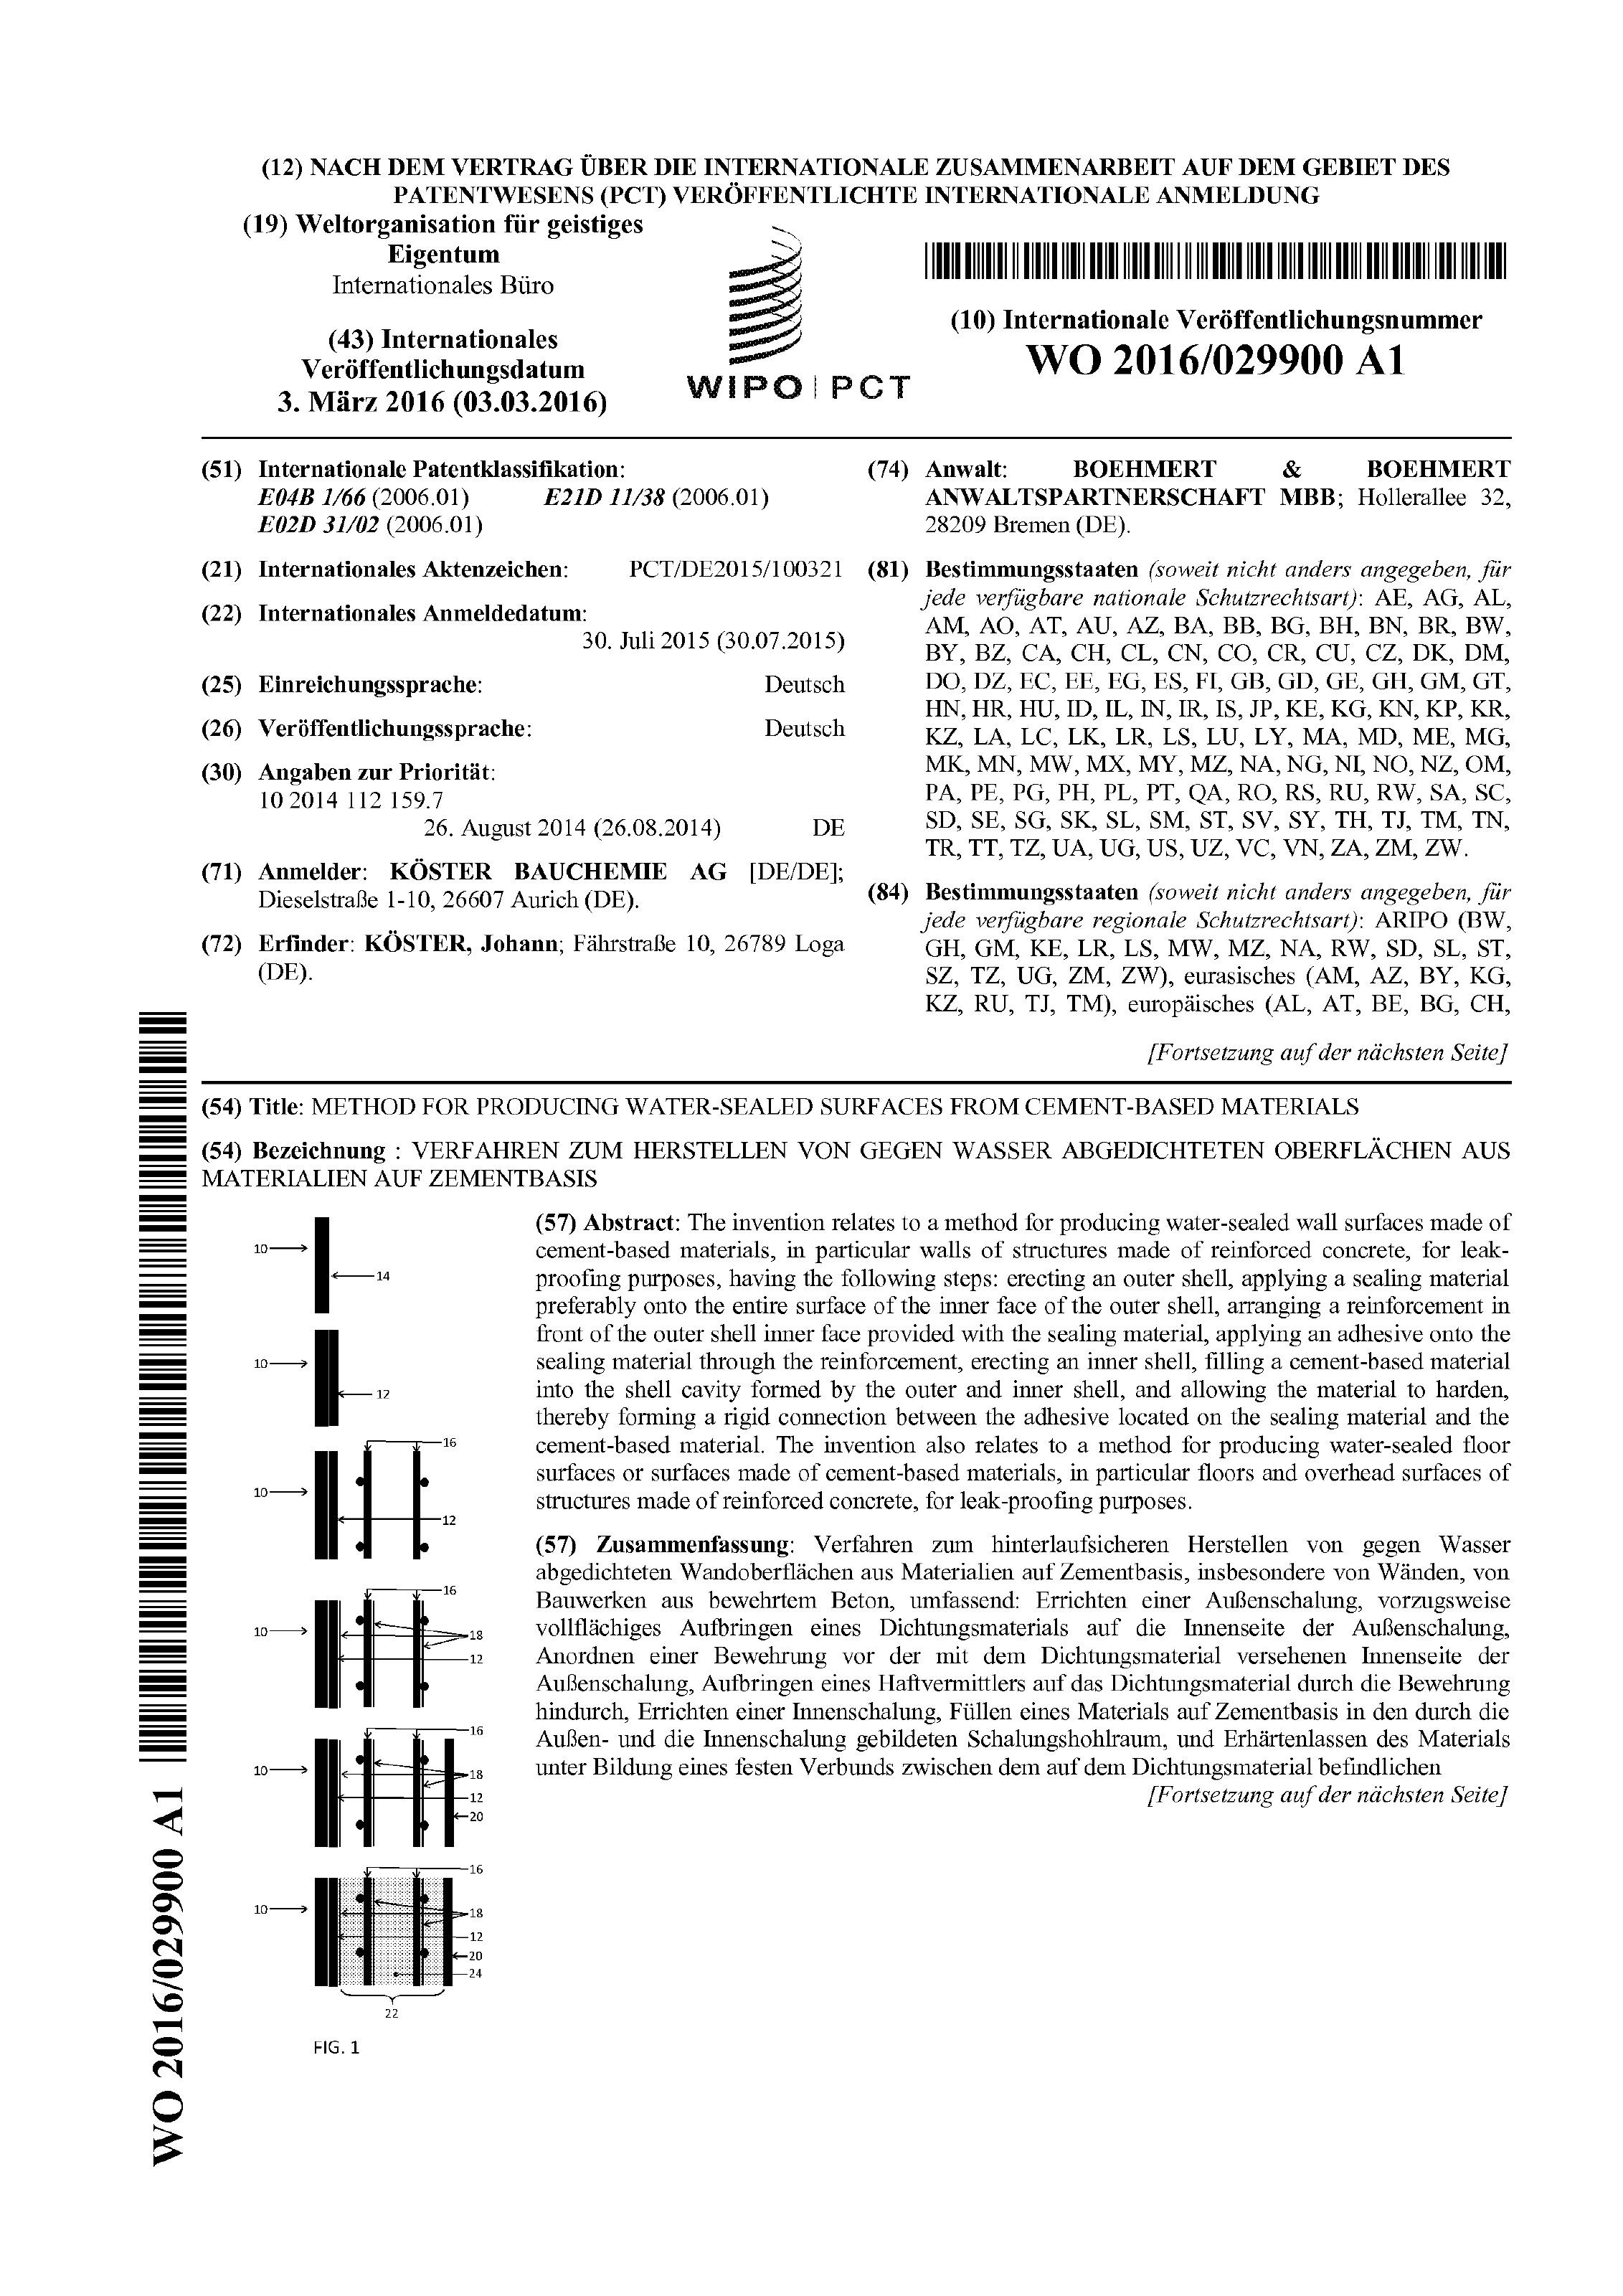 (12) NACH DEM VERTRAG ÜBER DIE INTERNATIONALE ZUSAMMENARBEIT AUF DEM GEBIET DES
PATENTWESENS (PCT) VERÖFFENTLICHTE INTERNATIONALE ANMELDUNG
(19) Weltorganisation für geistiges
Eigentum
Internationales Büro
(43) Internationales
Veröffentlichungsdatum
3. März 2016 (03.03.2016)
WIPO | PCT
(10) Internationale Veröffentlichungsnummer
WO 2016/029900 A1
(51) Internationale Patentklassifikation:
E04B 1/66 (2006.01) E21D 11/38 (2006.01)
E02D 31/02 (2006.01)
(21) Internationales Aktenzeichen: PCT/DE2015/100321
(22) Internationales Anmeldedatum:
30. Juli 2015 (30.07.2015)
(25) Einreichungssprache: Deutsch
(26) Veröffentlichungssprache: Deutsch
(30) Angaben zur Priorität:
10 2014 112 159.7
26. August 2014 (26.08.2014) DE
(71) Anmelder: KÖSTER BAUCHEMIE AG [DE/DE];
Dieselstraße 1-10, 26607 Aurich (DE).
(72) Erfinder: KÖSTER, Johann; Fährstraße 10, 26789 Loga
(DE).
(74) Anwalt: BOEHMERT & BOEHMERT
ANWALTSPARTNERSCHAFT MBB; Hollerallee 32,
28209 Bremen (DE).
(81) Bestimmungsstaaten (soweit nicht anders angegeben, für
jede verfügbare nationale Schutzrechtsart): AE, AG, AL,
AM, AO, AT, AU, AZ, BA, BB, BG, BH, BN, BR, BW,
BY, BZ, CA, CH, CL, CN, CO, CR, CU, CZ, DK, DM,
DO, DZ, EC, EE, EG, ES, FI, GB, GD, GE, GH, GM, GT,
HN, HR, HU, ID, IL, IN, IR, IS, JP, KE, KG, KN, KP, KR,
KZ, LA, LC, LK, LR, LS, LU, LY, MA, MD, ME, MG,
MK, MN, MW, MX, MY, MZ, NA, NG, NI, NO, NZ, OM,
PA, PE, PG, PH, PL, PT, QA, RO, RS, RU, RW, SA, SC,
SD, SE, SG, SK, SL, SM, ST, SV, SY, TH, TJ, TM, TN,
TR, TT, TZ, UA, UG, US, UZ, VC, VN, ZA, ZM, ZW.
(84) Bestimmungsstaaten (soweit nicht anders angegeben, für
jede verfügbare regionale Schutzrechtsart): ARIPO (BW,
GH, GM, KE, LR, LS, MW, MZ, NA, RW, SD, SL, ST,
SZ, TZ, UG, ZM, ZW), eurasisches (AM, AZ, BY, KG,
KZ, RU, TJ, TM), europäisches (AL, AT, BE, BG, CH,
[Fortsetzung auf der nächsten Seite]
(54) Title: METHOD FOR PRODUCING WATER-SEALED SURFACES FROM CEMENT-BASED MATERIALS
(54) Bezeichnung : VERFAHREN ZUM HERSTELLEN VON GEGEN WASSER ABGEDICHTETEN OBERFLÄCHEN AUS
MATERIALIEN AUF ZEMENTBASIS
10
14
10
12
16
10
12
16
10
18
12
16
10
18
12
20
16
10
18
12
20
24
22
FIG. 1
(57) Abstract: The invention relates to a method for producing water-sealed wall surfaces made of
cement-based materials, in particular walls of structures made of reinforced concrete, for leak-
proofing purposes, having the following steps: erecting an outer shell, applying a sealing material
preferably onto the entire surface of the inner face of the outer shell, arranging a reinforcement in
front of the outer shell inner face provided with the sealing material, applying an adhesive onto the
sealing material through the reinforcement, erecting an inner shell, filling a cement-based material
into the shell cavity formed by the outer and inner shell, and allowing the material to harden,
thereby forming a rigid connection between the adhesive located on the sealing material and the
cement-based material. The invention also relates to a method for producing water-sealed floor
surfaces or surfaces made of cement-based materials, in particular floors and overhead surfaces of
structures made of reinforced concrete, for leak-proofing purposes.
(57) Zusammenfassung: Verfahren zum hinterlaufsicheren Herstellen von gegen Wasser
abgedichteten Wandoberflächen aus Materialien auf Zementbasis, insbesondere von Wänden, von
Bauwerken aus bewehrtem Beton, umfassend: Errichten einer Außenschalung, vorzugsweise
vollflächiges Aufbringen eines Dichtungsmaterials auf die Innenseite der Außenschalung,
Anordnen einer Bewehrung vor der mit dem Dichtungsmaterial versehenen Innenseite der
Außenschalung, Aufbringen eines Haftvermittlers auf das Dichtungsmaterial durch die Bewehrung
hindurch, Errichten einer Innenschalung, Füllen eines Materials auf Zementbasis in den durch die
Außen- und die Innenschalung gebildeten Schalungshohlraum, und Erhärtenlassen des Materials
unter Bildung eines festen Verbunds zwischen dem auf dem Dichtungsmaterial befindlichen
[Fortsetzung auf der nächsten Seite]
WO 2016/029900 A1